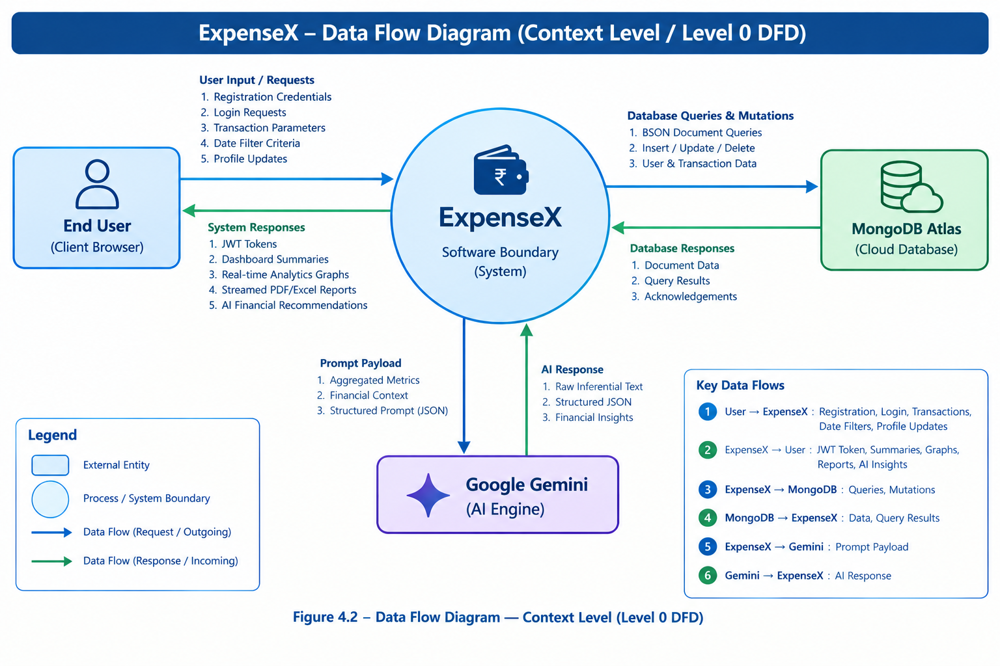 ExpenseX – Data Flow Diagram (Context Level / Level 0 DFD)
User Input / Requests
1. Registration Credentials
2. Login Requests
3. Transaction Parameters
4. Date Filter Criteria
5. Profile Updates
Database Queries & Mutations
1. BSON Document Queries
2. Insert / Update / Delete
3. User & Transaction Data
End User
(Client Browser)
₹
ExpenseX
Software Boundary
(System)
MongoDB Atlas
(Cloud Database)
System Responses
1. JWT Tokens
2. Dashboard Summaries
3. Real-time Analytics Graphs
4. Streamed PDF/Excel Reports
5. AI Financial Recommendations
Database Responses
1. Document Data
2. Query Results
3. Acknowledgements
Prompt Payload
1. Aggregated Metrics
2. Financial Context
3. Structured Prompt (JSON)
AI Response
1. Raw Inferential Text
2. Structured JSON
3. Financial Insights
Google Gemini
(AI Engine)
Legend
External Entity
Process / System Boundary
Data Flow (Request / Outgoing)
Data Flow (Response / Incoming)
Key Data Flows
1 User → ExpenseX : Registration, Login, Transactions,
Date Filters, Profile Updates
2 ExpenseX → User : JWT Token, Summaries, Graphs,
Reports, AI Insights
3 ExpenseX → MongoDB : Queries, Mutations
4 MongoDB → ExpenseX : Data, Query Results
5 ExpenseX → Gemini : Prompt Payload
6 Gemini → ExpenseX : AI Response
Figure 4.2 – Data Flow Diagram — Context Level (Level 0 DFD)